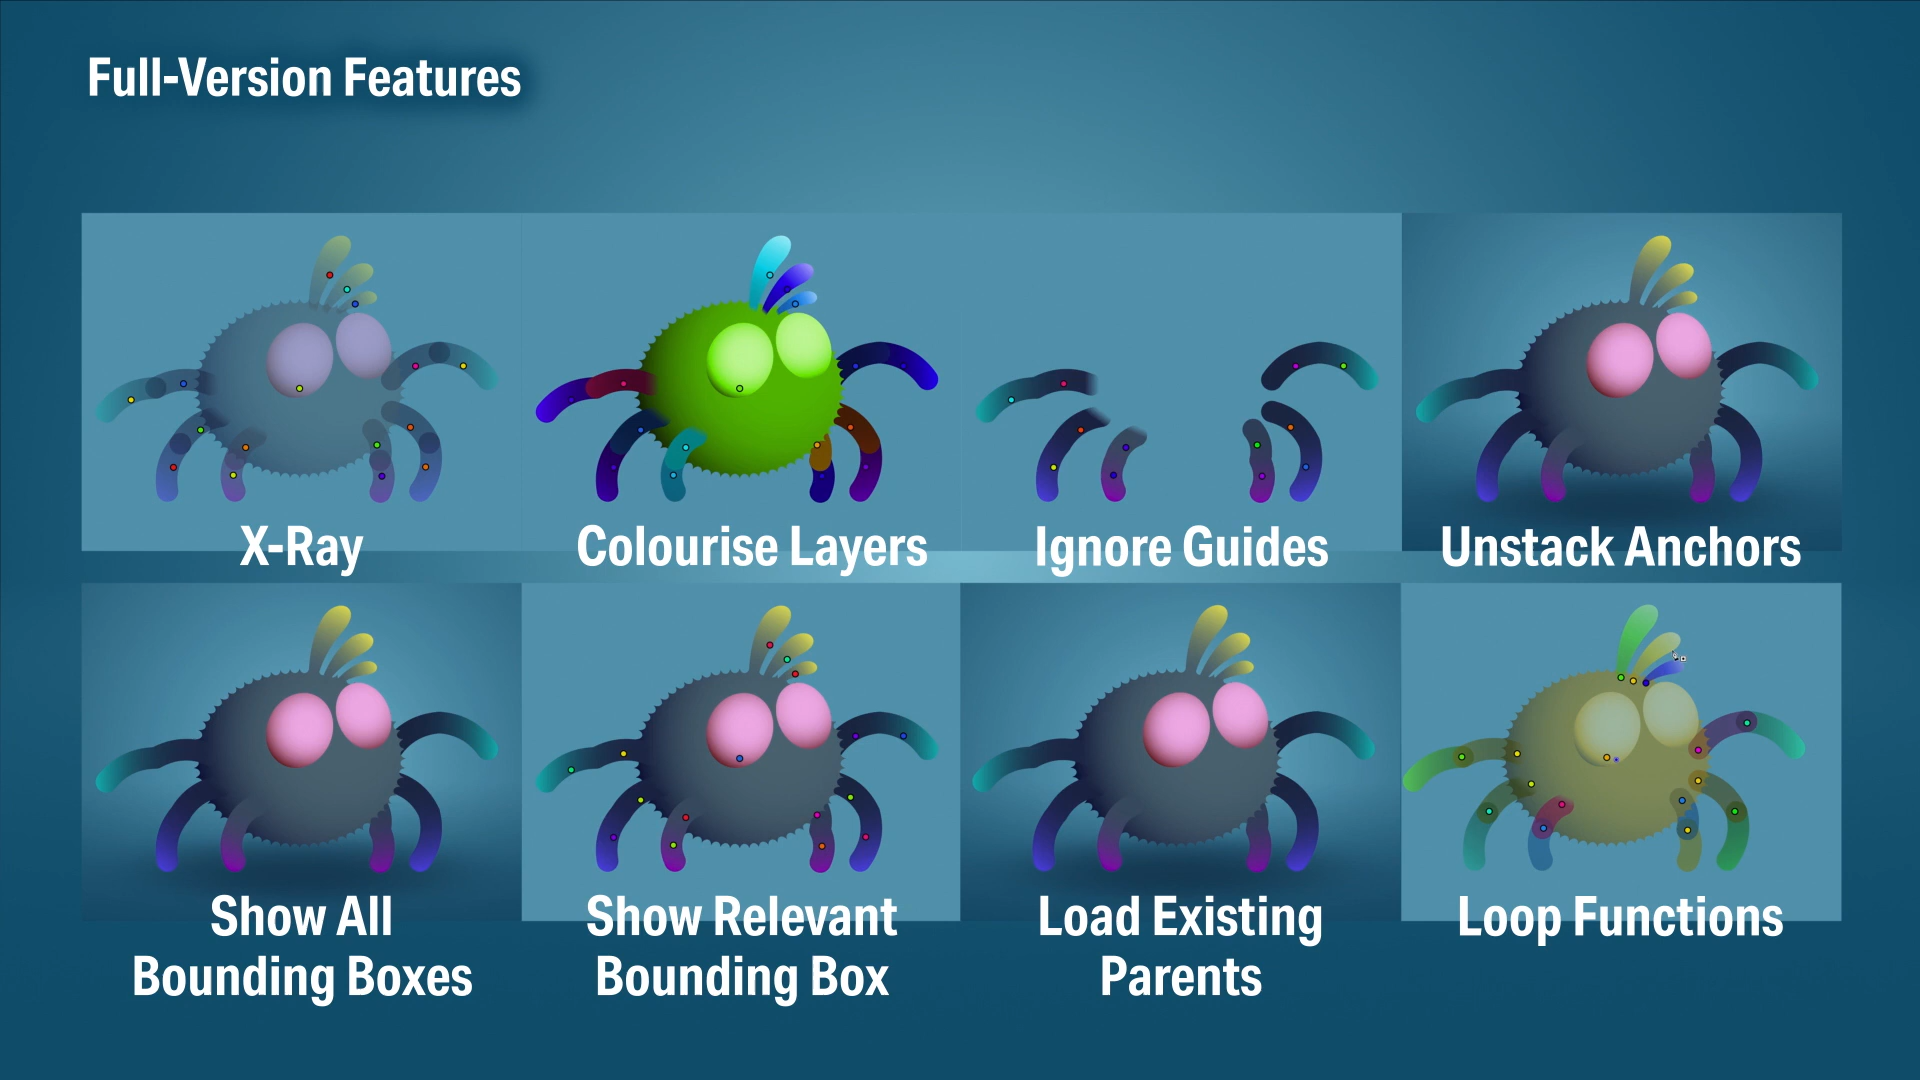 Full-Version Features
X-Ray
Colourise Layers
Ignore Guides
Unstack Anchors
Show All
Bounding Boxes
Show Relevant
Bounding Box
Load Existing
Parents
Loop Functions